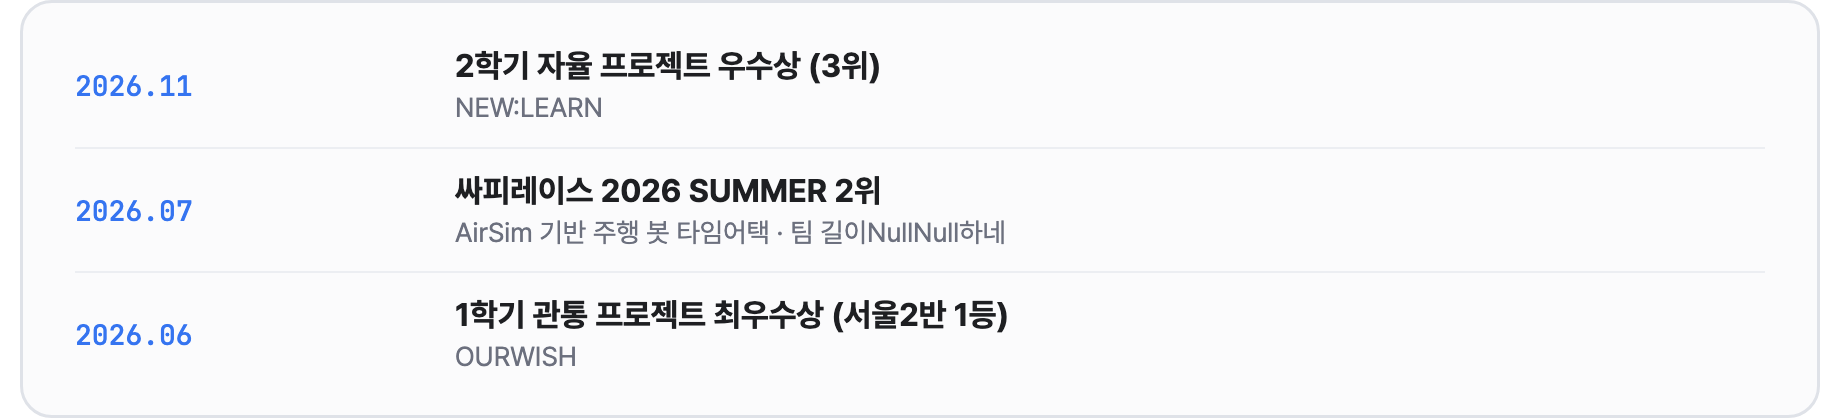 2026.11
2학기 자율 프로젝트 우수상 (3위)
NEW:LEARN
2026.07
싸피레이스 2026 SUMMER 2위
AirSim 기반 주행 봇 타임어택 · 팀 길이NullNull하네
2026.06
1학기 관통 프로젝트 최우수상 (서울2반 1등)
OURWISH